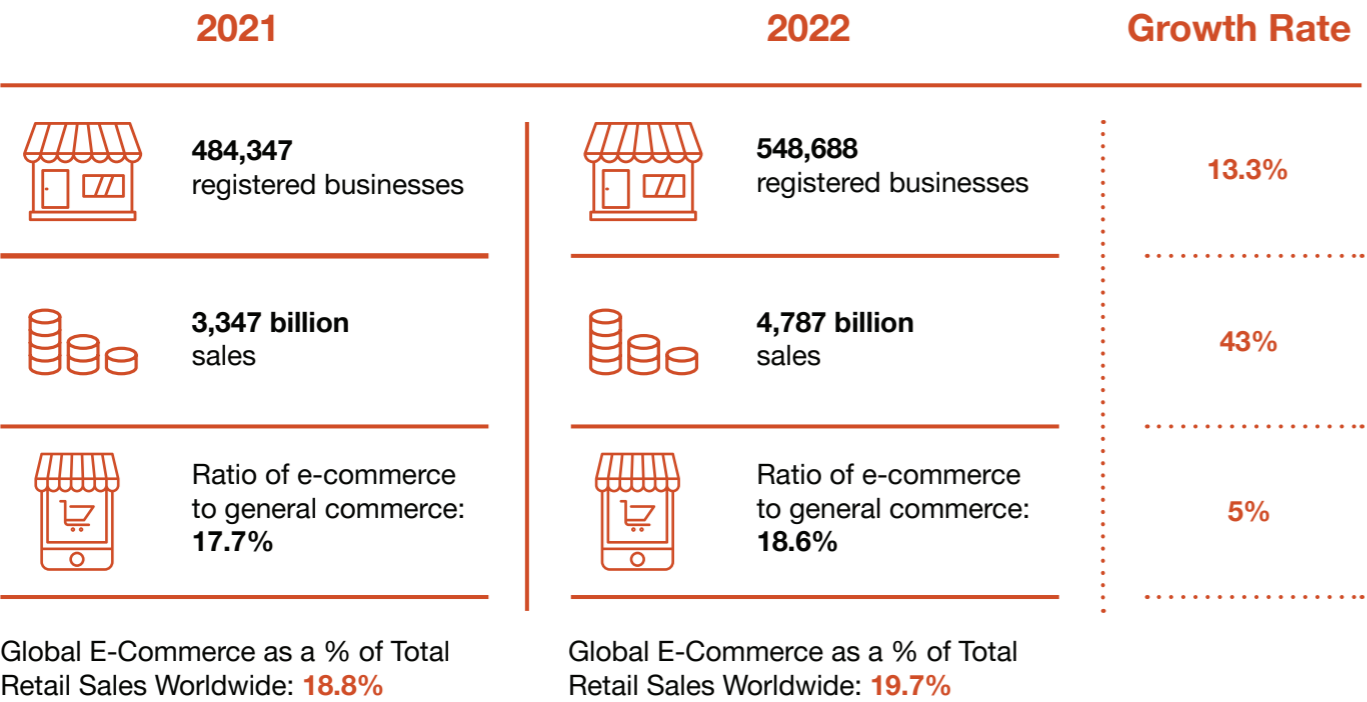 2021
2022
Growth Rate
484,347
registered businesses
548,688
registered businesses
13.3%
3,347 billion
sales
4,787 billion
sales
43%
Ratio of e-commerce
to general commerce:
17.7%
Ratio of e-commerce
to general commerce:
18.6%
5%
Global E-Commerce as a % of Total
Retail Sales Worldwide: 18.8%
Global E-Commerce as a % of Total
Retail Sales Worldwide: 19.7%